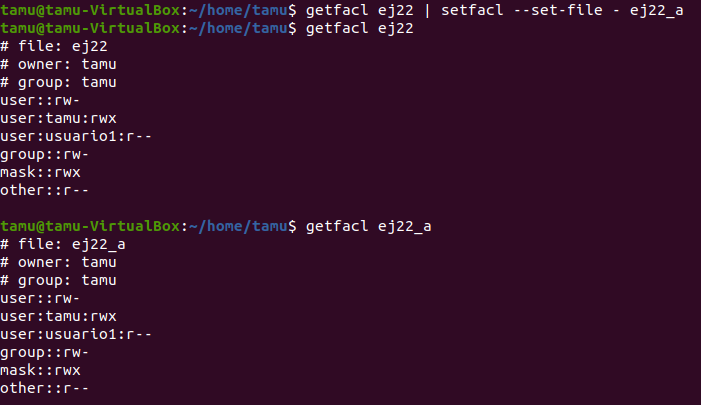 tamu@tamu-VirtualBox:~/home/tamu$ getfacl ej22 | setfacl --set-file - ej22_a
tamu@tamu-VirtualBox:~/home/tamu$ getfacl ej22
# file: ej22
# owner: tamu
# group: tamu
user::rw-
user:tamu:rwx
user:usuario1:r--
group::rw-
mask::rwx
other::r--

tamu@tamu-VirtualBox:~/home/tamu$ getfacl ej22_a
# file: ej22_a
# owner: tamu
# group: tamu
user::rw-
user:tamu:rwx
user:usuario1:r--
group::rw-
mask::rwx
other::r--